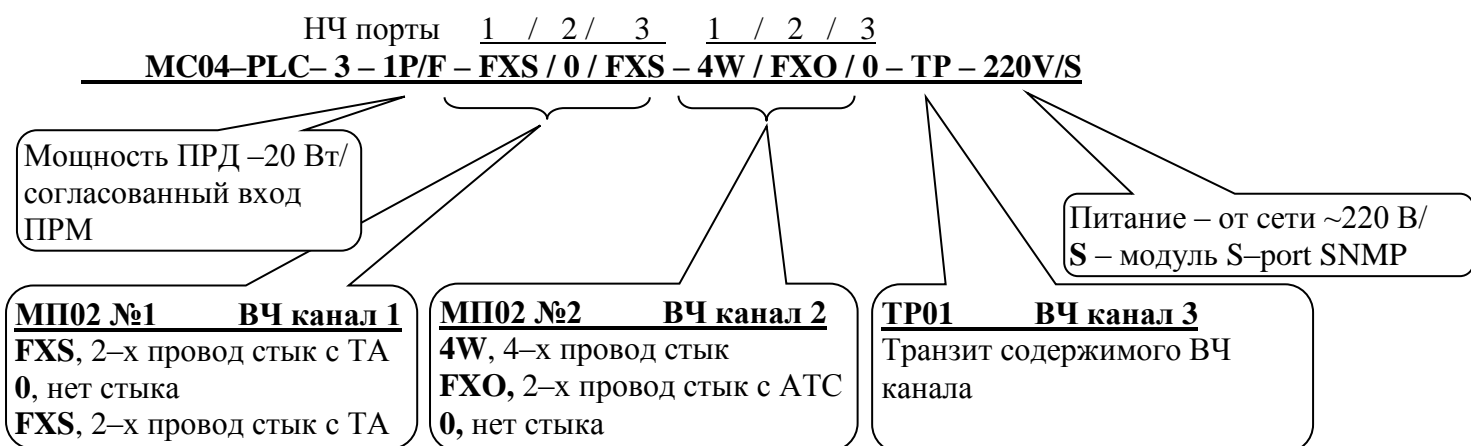 НЧ порты 1 / 2 / 3 1 / 2 / 3
МС04–PLC– 3 – 1P/F – FXS / 0 / FXS – 4W / FXO / 0 – TP – 220V/S
Мощность ПРД –20 Вт/
согласованный вход
ПРМ
Питание – от сети ~220 В/
S – модуль S–port SNMP
МП02 №1 ВЧ канал 1
FXS, 2–х провод стык с ТА
0, нет стыка
FXS, 2–х провод стык с ТА
МП02 №2 ВЧ канал 2
4W, 4–х провод стык
FXO, 2–х провод стык с АТС
0, нет стыка
ТР01 ВЧ канал 3
Транзит содержимого ВЧ
канала